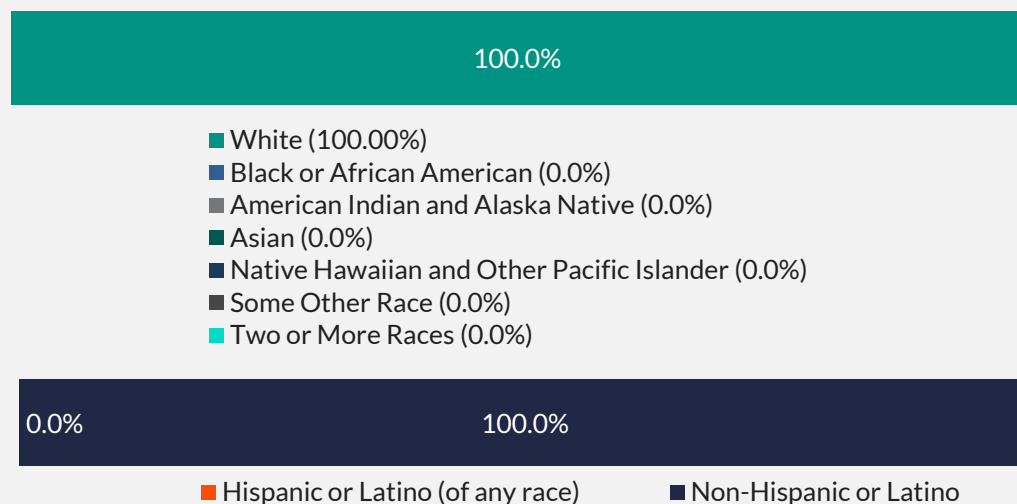 100.0%
White (100.00%)
Black or African American (0.0%)
American Indian and Alaska Native (0.0%)
Asian (0.0%)
Native Hawaiian and Other Pacific Islander (0.0%)
Some Other Race (0.0%)
Two or More Races (0.0%)
0.0% 100.0%
Hispanic or Latino (of any race) Non-Hispanic or Latino